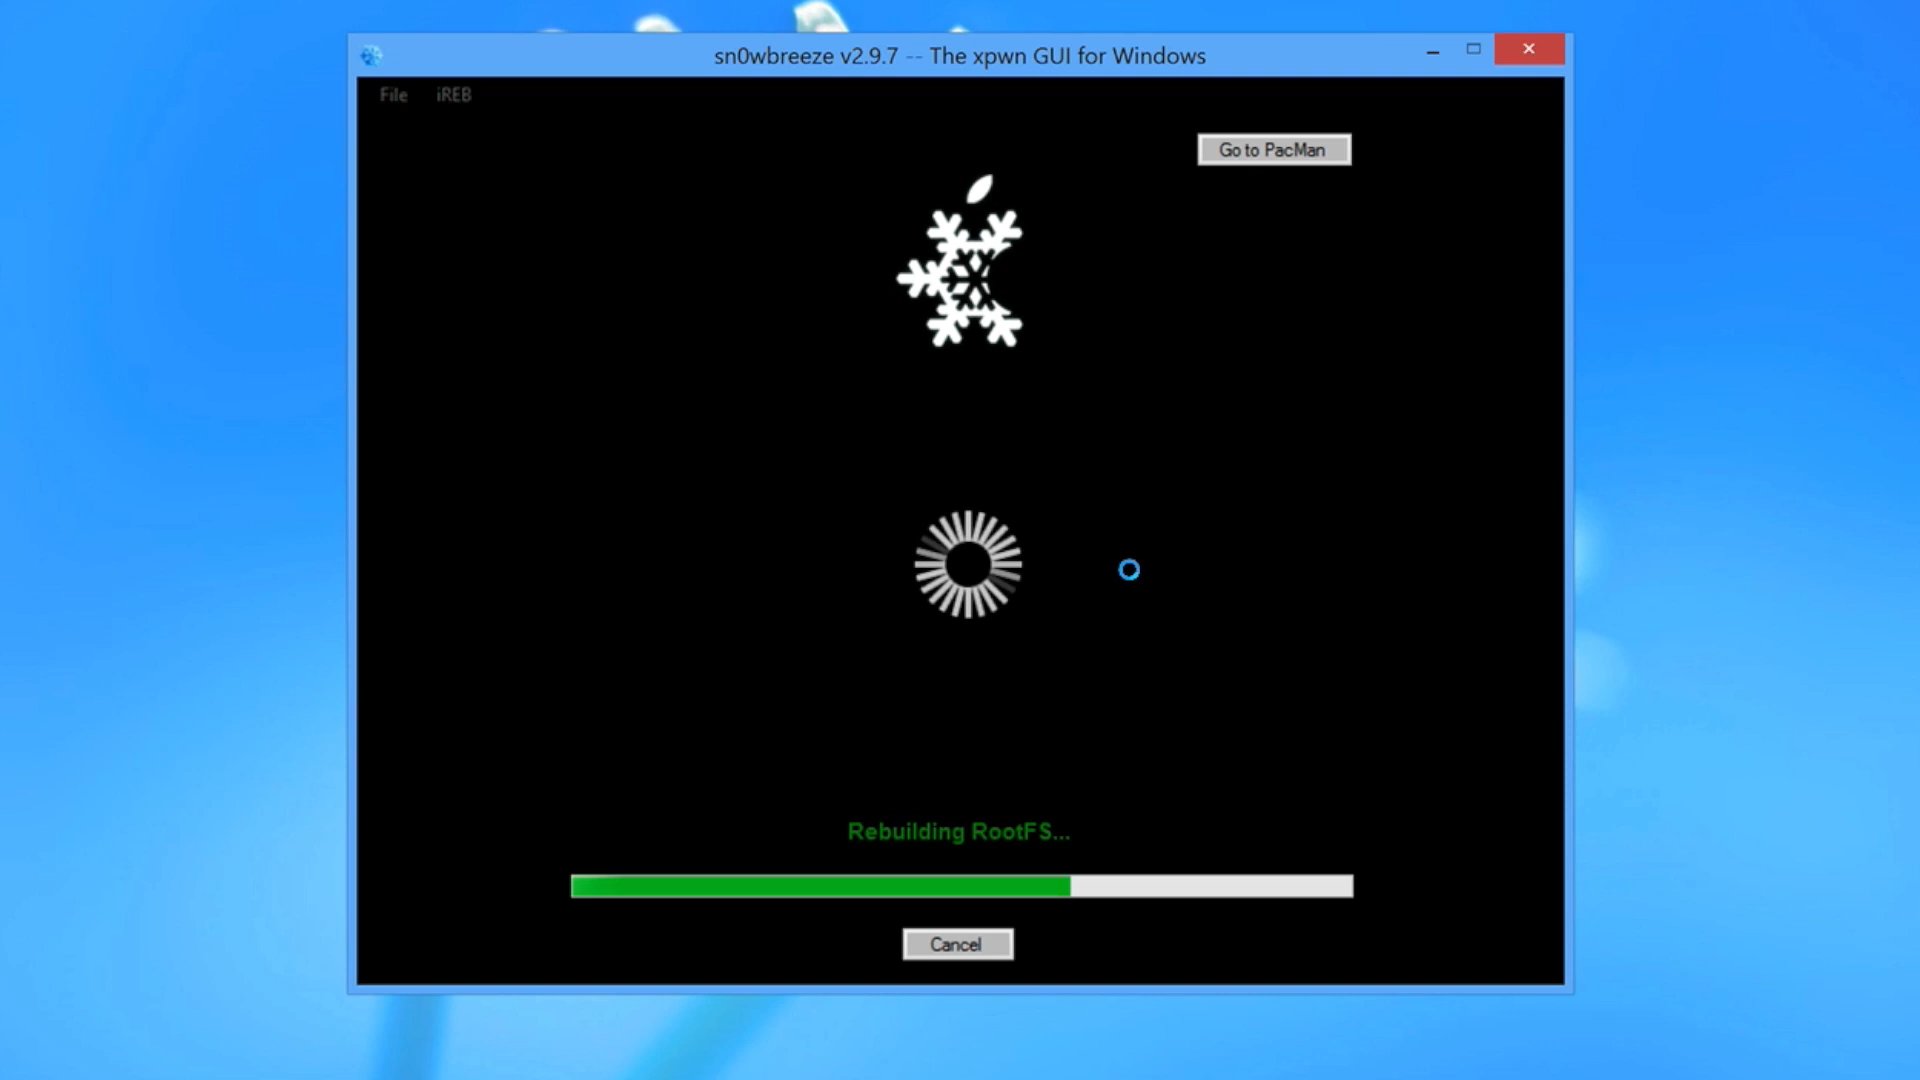 sn0wbreeze v2.9.7 -- The xpwn GUI for Windows
File iREB
Go to PacMan
Rebuilding RootFS...
Cancel